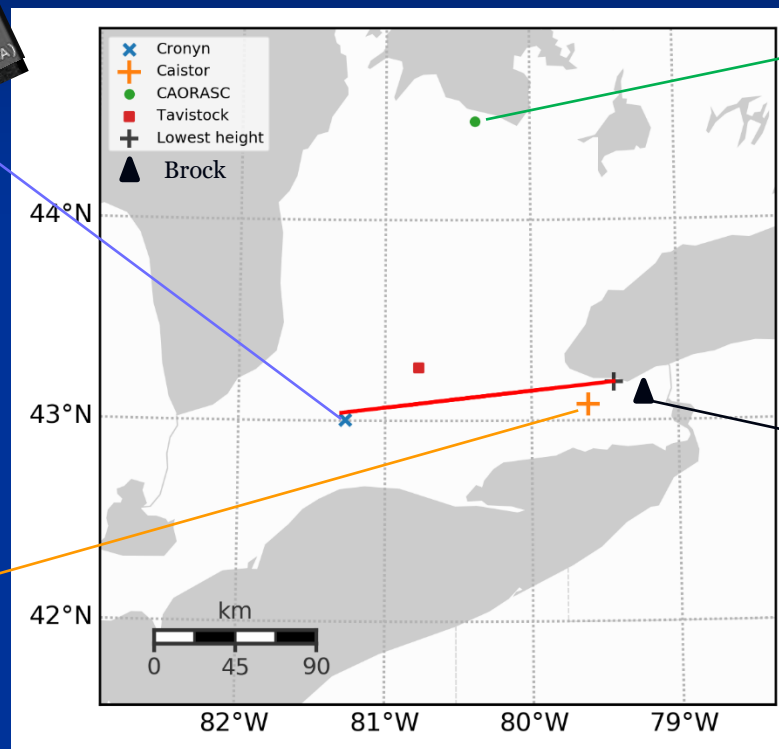 A)
Cronyn
Caistor
CAORASC
Tavistock
Lowest height
Brock
44°N
43°N
42°N
km
0 45 90
82°W 81°W 80°W 79°W